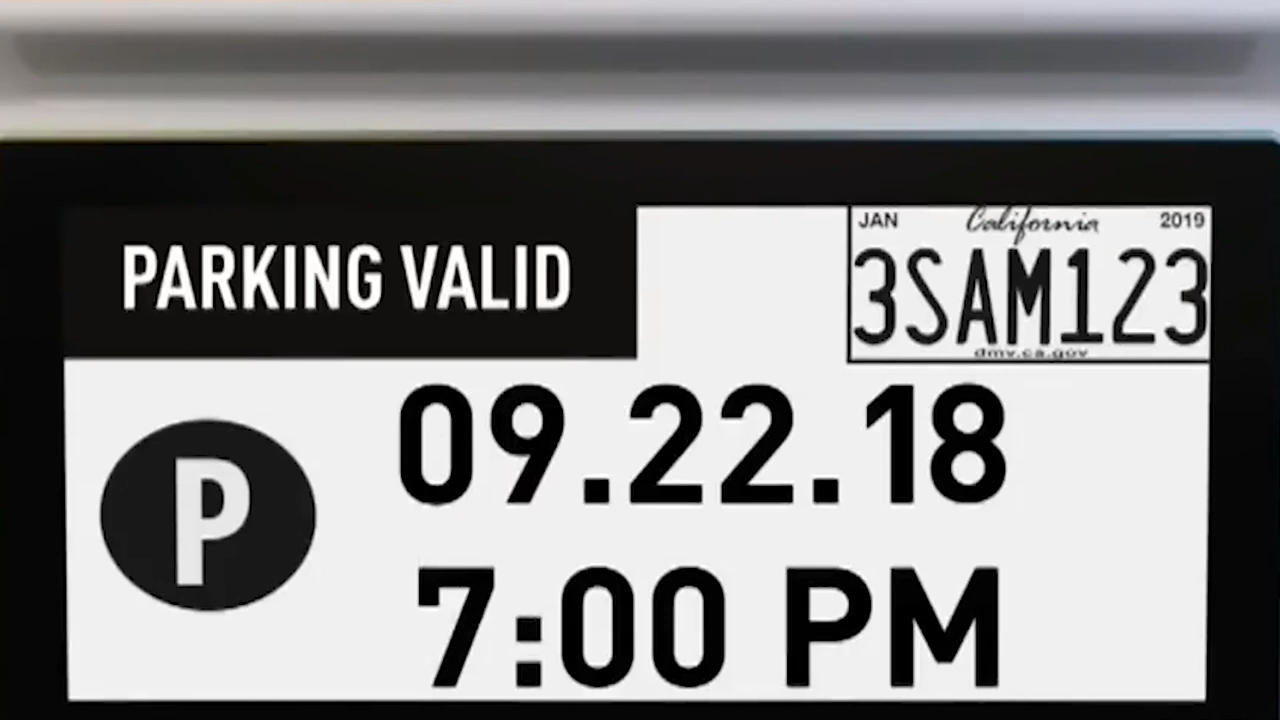 PARKING VALID
JAN California 2019
3SAM123
dmv.ca.gov
09.22.18
P
7:00 PM